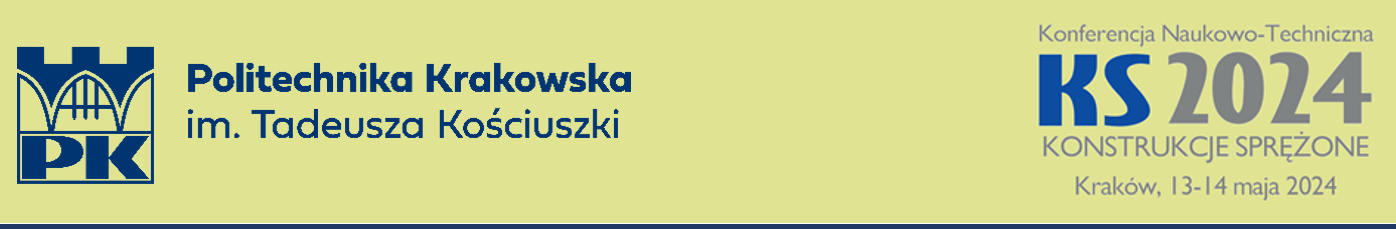 PK
Politechnika Krakowska
im. Tadeusza Kościuszki
Konferencja Naukowo-Techniczna
KS 2024
KONSTRUKCJE SPRĘŻONE
Kraków, 13-14 maja 2024